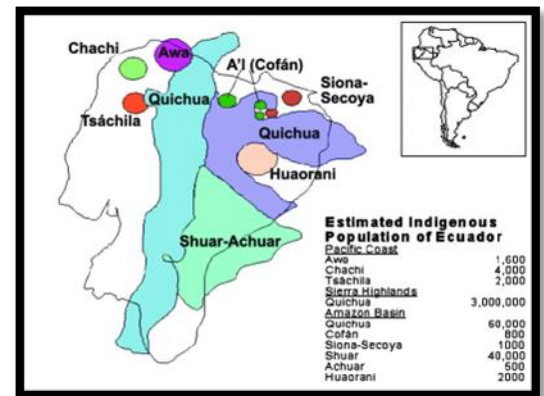 Chachi
Awa
A'I (Cofán)
Siona-
Secoya
Quichua
Tsáchila
Quichua
Huaorani
Shuar-Achuar
Estimated Indigenous
Population of Ecuador
Pacific Coast
Awa 1,600
Chachi 4,000
Tsáchila 2,000
Sierra Highlands
Quichua 3,000,000
Amazon Basin
Quichua 60,000
Cofán 800
Siona-Secoya 1000
Shuar 40,000
Achuar 500
Huaorani 2000